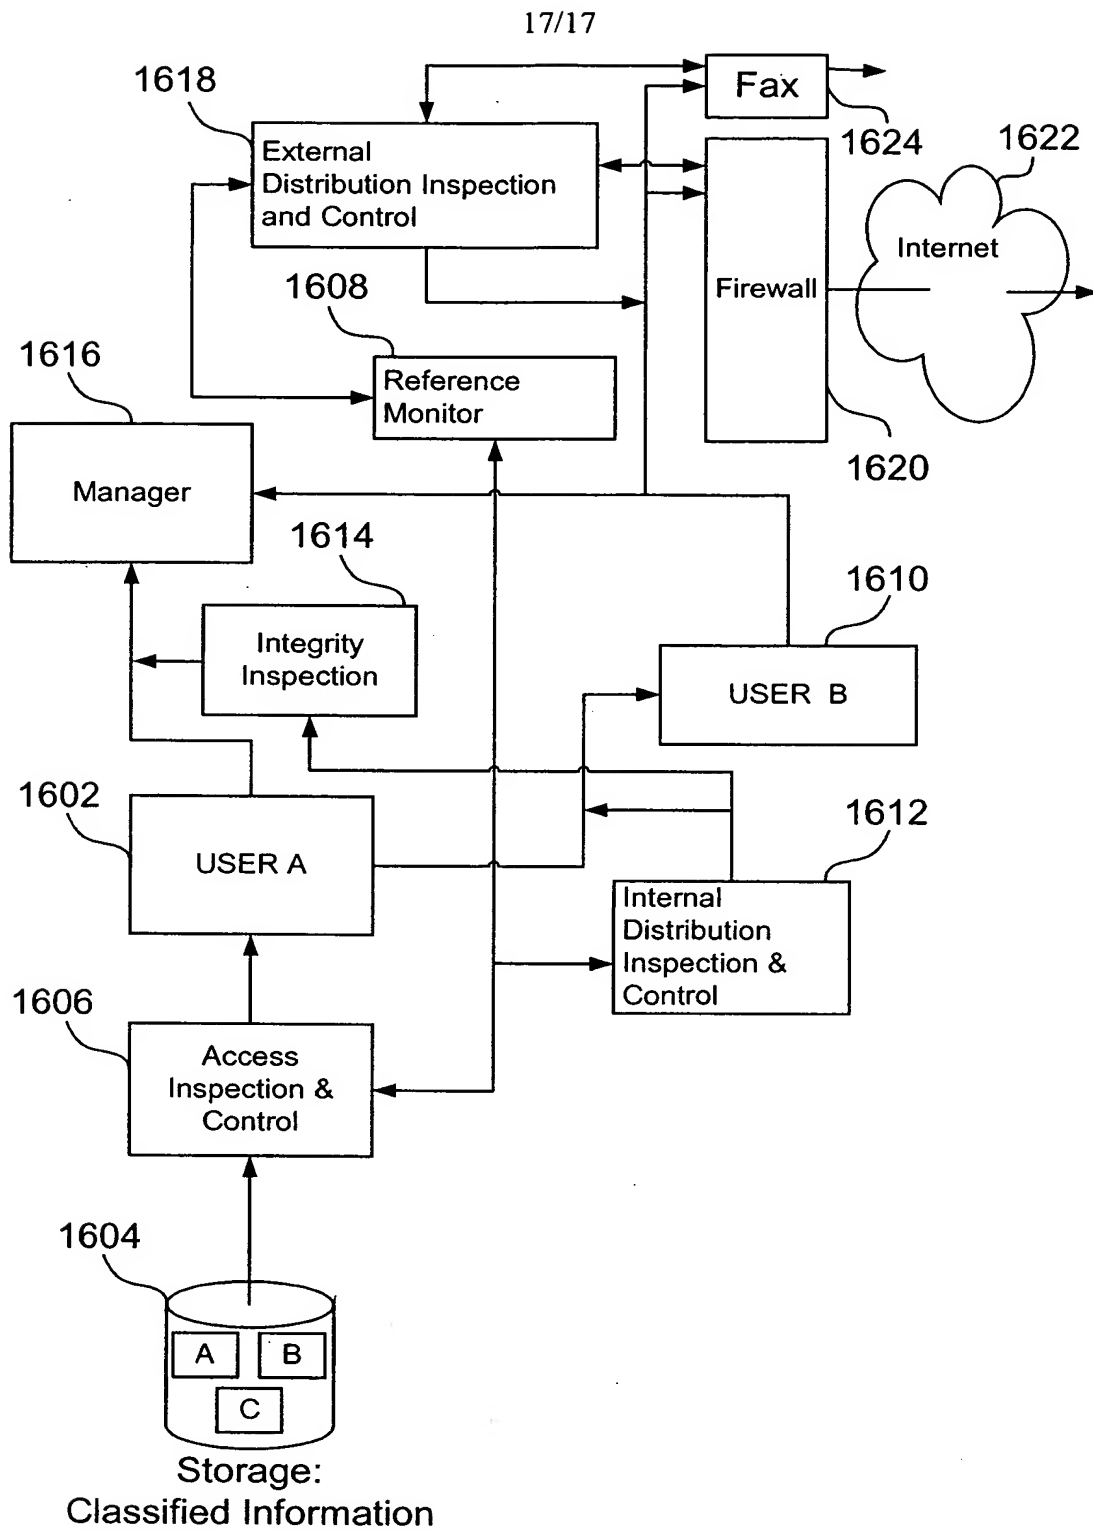 17/17
1618
Fax
1624
1622
External
Distribution Inspection
and Control
Internet
Firewall
1608
1616
Reference
Monitor
1620
Manager
1614
1610
Integrity
Inspection
USER B
1602
1612
USER A
Internal
Distribution
Inspection &
Control
1606
Access
Inspection &
Control
1604
A
B
C
Storage:
Classified Information